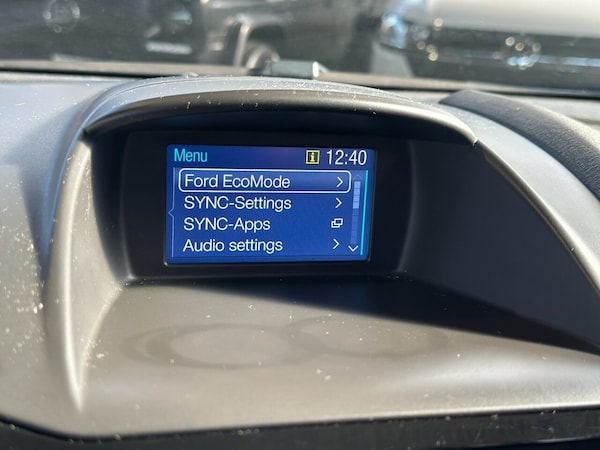 Menu i 12:40
Ford EcoMode >
SYNC-Settings >
SYNC-Apps
Audio settings >